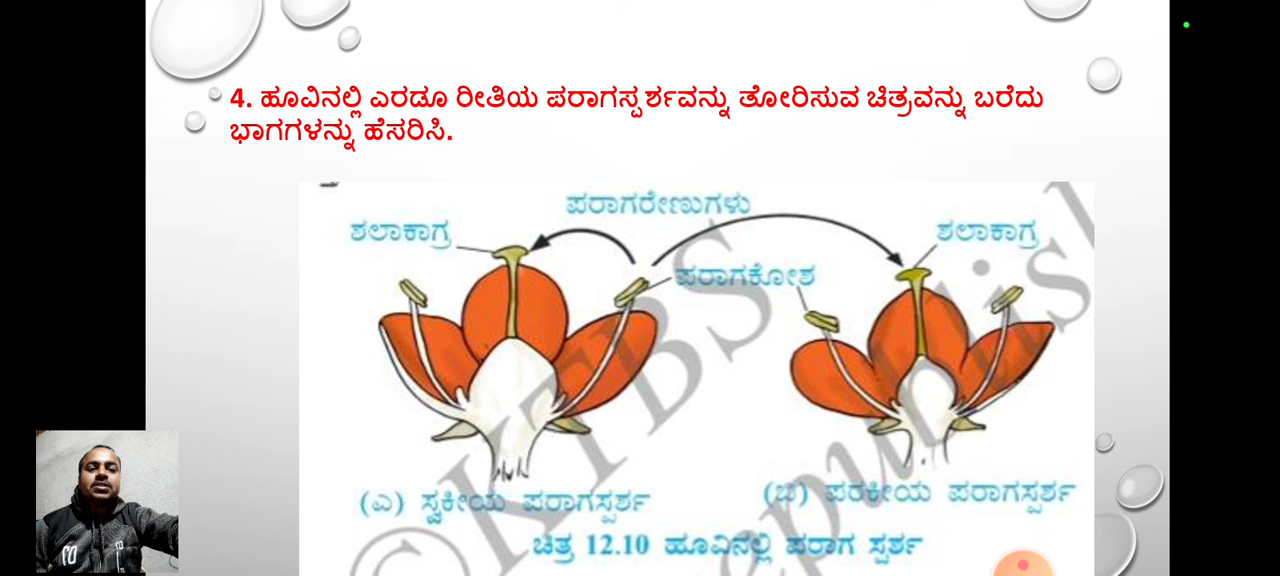 4. ಹೂವಿನಲ್ಲಿ ಎರಡೂ ರೀತಿಯ ಪರಾಗಸ್ಪರ್ಶವನ್ನು ತೋರಿಸುವ ಚಿತ್ರವನ್ನು ಬರೆದು
ಭಾಗಗಳನ್ನು ಹೆಸರಿಸಿ.
ಪರಾಗರೇಣುಗಳು
ಶಲಾಕಾಗ್ರ
ಶಲಾಕಾಗ್ರ
ಪರಾಗಕೋಶ
(ಎ) ಸ್ವಕೀಯ ಪರಾಗಸ್ಪರ್ಶ
(ಬಿ) ಪರಕೀಯ ಪರಾಗಸ್ಪರ್ಶ
ಚಿತ್ರ 12.10 ಹೂವಿನಲ್ಲಿ ಪರಾಗ ಸ್ಪರ್ಶ
©KTBS